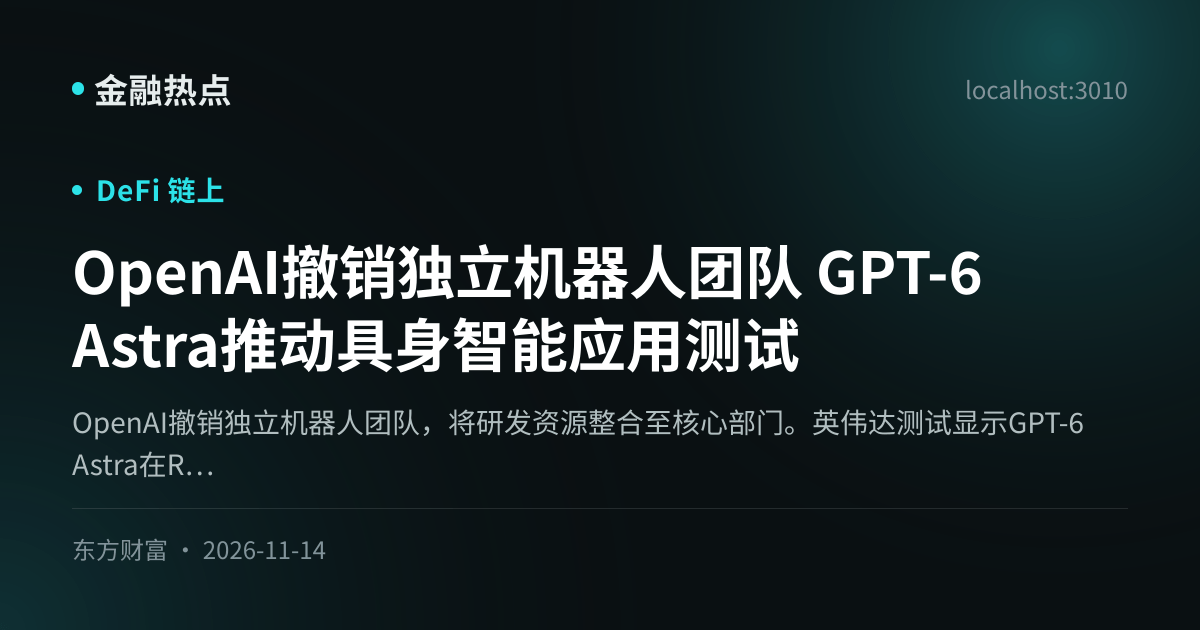 金融热点
localhost:3010
DeFi 链上
OpenAI撤销独立机器人团队 GPT-6
Astra推动具身智能应用测试
OpenAI撤销独立机器人团队，将研发资源整合至核心部门。英伟达测试显示GPT-6
Astra在R…
东方财富 · 2026-11-14